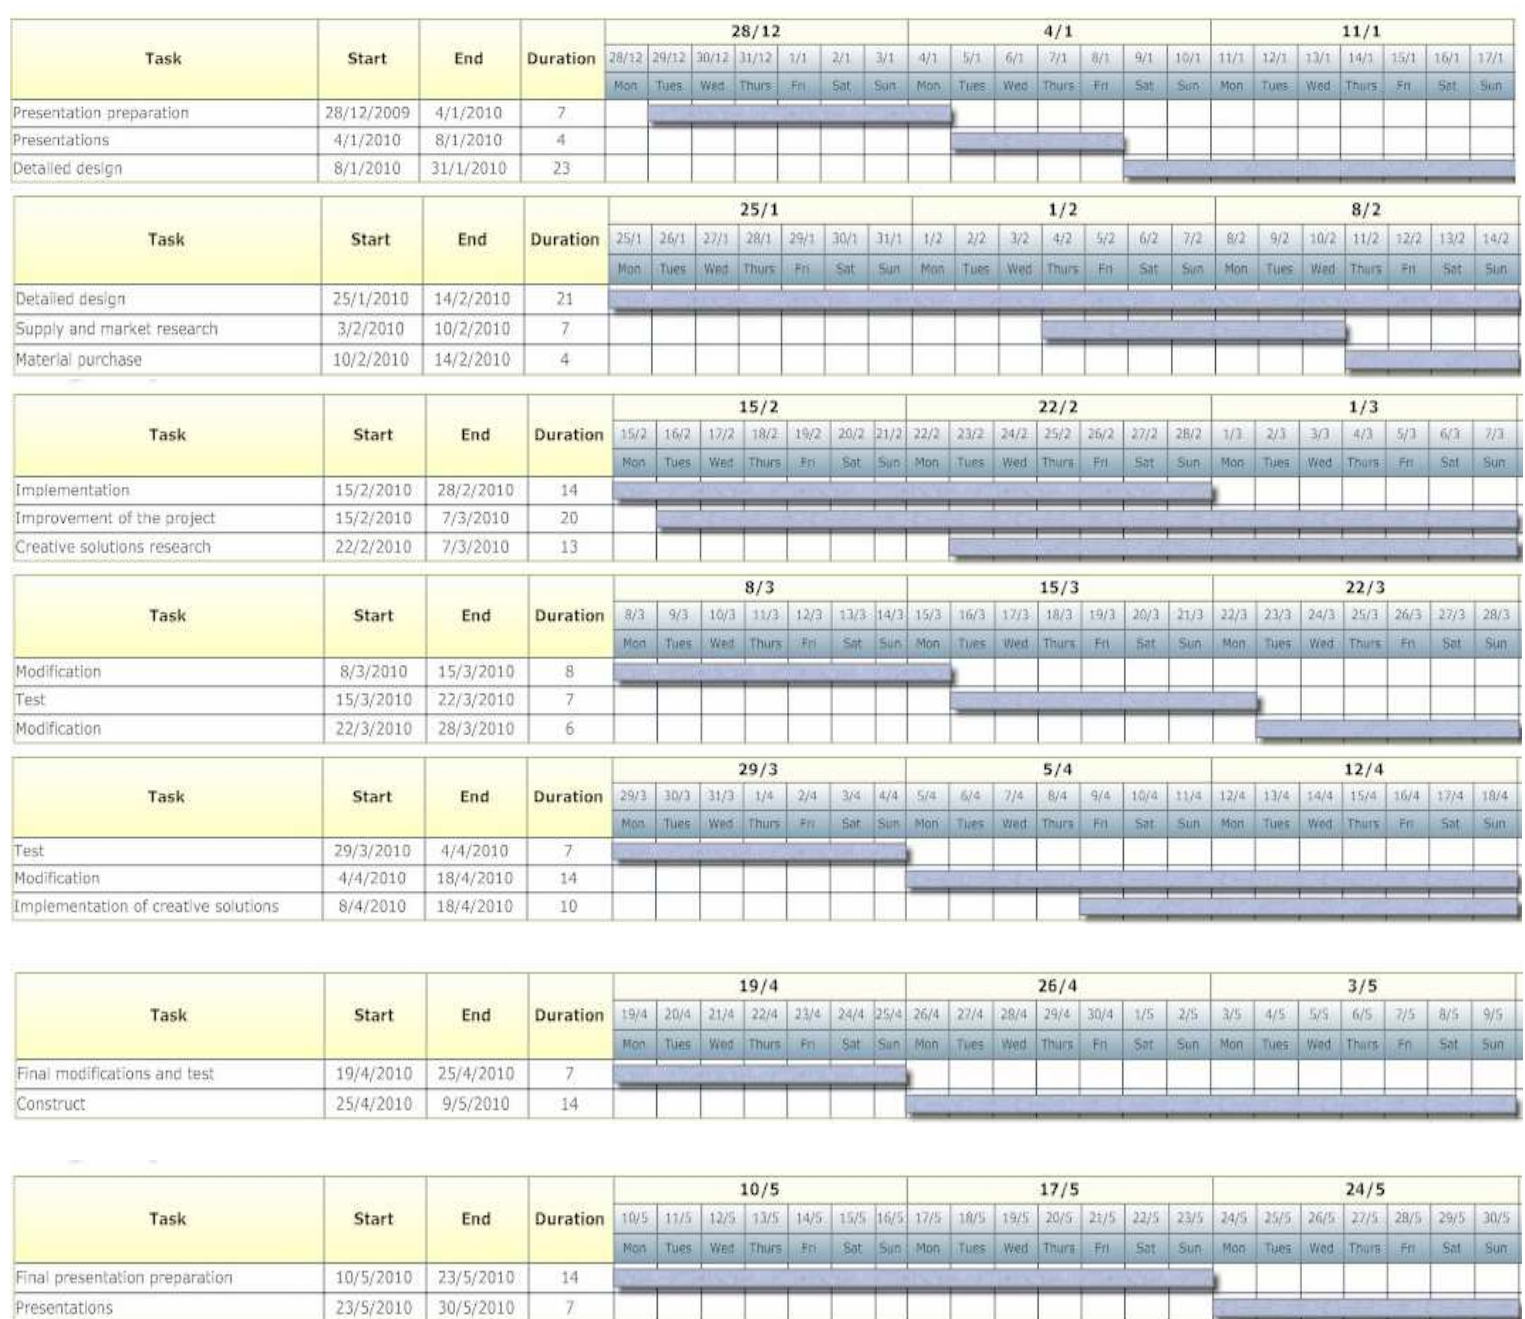 28/12 4/1 11/1
Task Start End Duration 28/12 29/12 30/12 31/12 1/1 2/1 3/1 4/1 5/1 6/1 7/1 8/1 9/1 10/1 11/1 12/1 13/1 14/1 15/1 16/1 17/1
Mon Tues Wed Thurs Fri Sat Sun Mon Tues Wed Thurs Fri Sat Sun Mon Tues Wed Thurs Fri Sat Sun
Presentation preparation 28/12/2009 4/1/2010 7
Presentations 4/1/2010 8/1/2010 4
Detailed design 8/1/2010 31/1/2010 23
25/1 1/2 8/2
Task Start End Duration 25/1 26/1 27/1 28/1 29/1 30/1 31/1 1/2 2/2 3/2 4/2 5/2 6/2 7/2 8/2 9/2 10/2 11/2 12/2 13/2 14/2
Mon Tues Wed Thurs Fri Sat Sun Mon Tues Wed Thurs Fri Sat Sun Mon Tues Wed Thurs Fri Sat Sun
Detailed design 25/1/2010 14/2/2010 21
Supply and market research 3/2/2010 10/2/2010 7
Material purchase 10/2/2010 14/2/2010 4
15/2 22/2 1/3
Task Start End Duration 15/2 16/2 17/2 18/2 19/2 20/2 21/2 22/2 23/2 24/2 25/2 26/2 27/2 28/2 1/3 2/3 3/3 4/3 5/3 6/3 7/3
Mon Tues Wed Thurs Fri Sat Sun Mon Tues Wed Thurs Fri Sat Sun Mon Tues Wed Thurs Fri Sat Sun
Implementation 15/2/2010 28/2/2010 14
Improvement of the project 15/2/2010 7/3/2010 20
Creative solutions research 22/2/2010 7/3/2010 13
8/3 15/3 22/3
Task Start End Duration 8/3 9/3 10/3 11/3 12/3 13/3 14/3 15/3 16/3 17/3 18/3 19/3 20/3 21/3 22/3 23/3 24/3 25/3 26/3 27/3 28/3
Mon Tues Wed Thurs Fri Sat Sun Mon Tues Wed Thurs Fri Sat Sun Mon Tues Wed Thurs Fri Sat Sun
Modification 8/3/2010 15/3/2010 8
Test 15/3/2010 22/3/2010 7
Modification 22/3/2010 28/3/2010 6
29/3 5/4 12/4
Task Start End Duration 29/3 30/3 31/3 1/4 2/4 3/4 4/4 5/4 6/4 7/4 8/4 9/4 10/4 11/4 12/4 13/4 14/4 15/4 16/4 17/4 18/4
Mon Tues Wed Thurs Fri Sat Sun Mon Tues Wed Thurs Fri Sat Sun Mon Tues Wed Thurs Fri Sat Sun
Test 29/3/2010 4/4/2010 7
Modification 4/4/2010 18/4/2010 14
Implementation of creative solutions 8/4/2010 18/4/2010 10
19/4 26/4 3/5
Task Start End Duration 19/4 20/4 21/4 22/4 23/4 24/4 25/4 26/4 27/4 28/4 29/4 30/4 1/5 2/5 3/5 4/5 5/5 6/5 7/5 8/5 9/5
Mon Tues Wed Thurs Fri Sat Sun Mon Tues Wed Thurs Fri Sat Sun Mon Tues Wed Thurs Fri Sat Sun
Final modifications and test 19/4/2010 25/4/2010 7
Construct 25/4/2010 9/5/2010 14
10/5 17/5 24/5
Task Start End Duration 10/5 11/5 12/5 13/5 14/5 15/5 16/5 17/5 18/5 19/5 20/5 21/5 22/5 23/5 24/5 25/5 26/5 27/5 28/5 29/5 30/5
Mon Tues Wed Thurs Fri Sat Sun Mon Tues Wed Thurs Fri Sat Sun Mon Tues Wed Thurs Fri Sat Sun
Final presentation preparation 10/5/2010 23/5/2010 14
Presentations 23/5/2010 30/5/2010 7